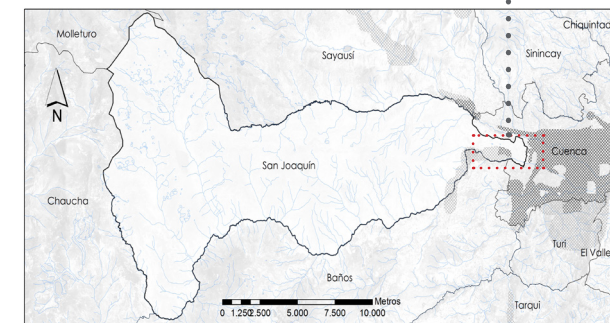 Molleturo
Chiquintad
Sayausí
Sinincay
N
Cuenca
San Joaquín
Chaucha
Turi
El Valle
Baños
Metros
0 1.250 2.500 5.000 7.500 10.000
Tarqui